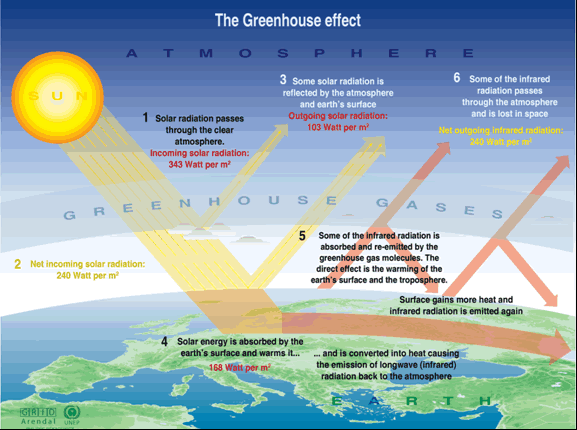 The Greenhouse effect
A T M O S P H E R E
S U N
1 Solar radiation passes
through the clear
atmosphere.
Incoming solar radiation:
343 Watt per m²
3 Some solar radiation is
reflected by the atmosphere
and earth's surface
Outgoing solar radiation:
103 Watt per m²
6 Some of the infrared
radiation passes
through the atmosphere
and is lost in space
Net outgoing infrared radiation:
240 Watt per m²
G R E E N H O U S E G A S E S
2 Net incoming solar radiation:
240 Watt per m²
5 Some of the infrared radiation is
absorbed and re-emitted by the
greenhouse gas molecules. The
direct effect is the warming of the
earth's surface and the troposphere.
Surface gains more heat and
infrared radiation is emitted again
4 Solar energy is absorbed by the
earth's surface and warms it...
168 Watt per m²
... and is converted into heat causing
the emission of longwave (infrared)
radiation back to the atmosphere
E A R T H
G R I D
Arendal UNEP